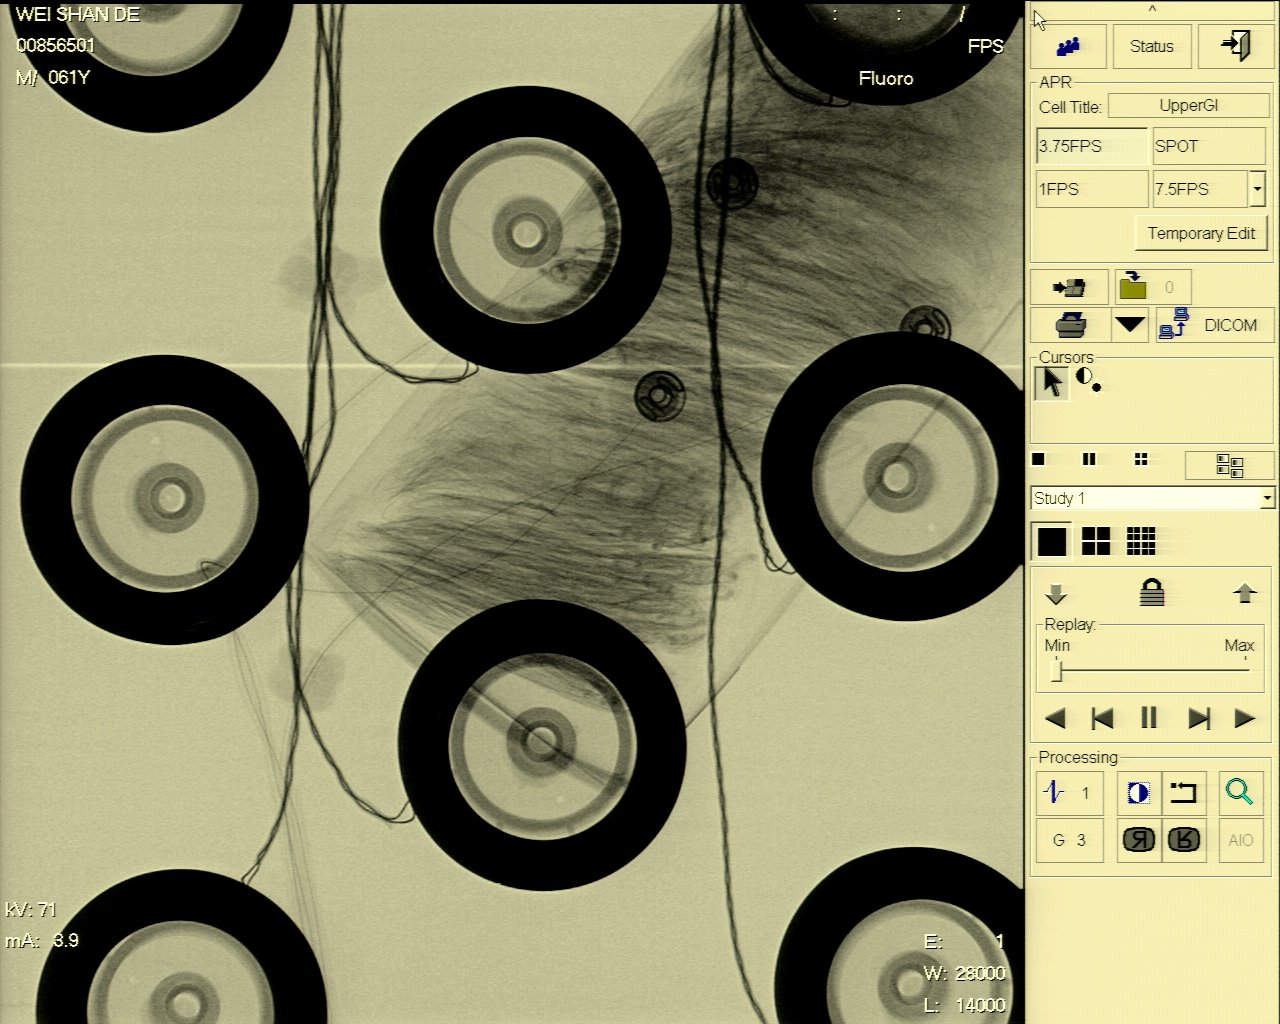 WEI SHAN DE
00856501
M/ 061Y
: : /
FPS
Fluoro
kV: 71
mA: 3.9
E: 1
W: 28000
L: 14000
^
Status
APR
Cell Title: UpperGI
3.75FPS SPOT
1FPS 7.5FPS
Temporary Edit
0
DICOM
Cursors
Study 1
Replay:
Min Max
Processing
1
G 3 R R AIO